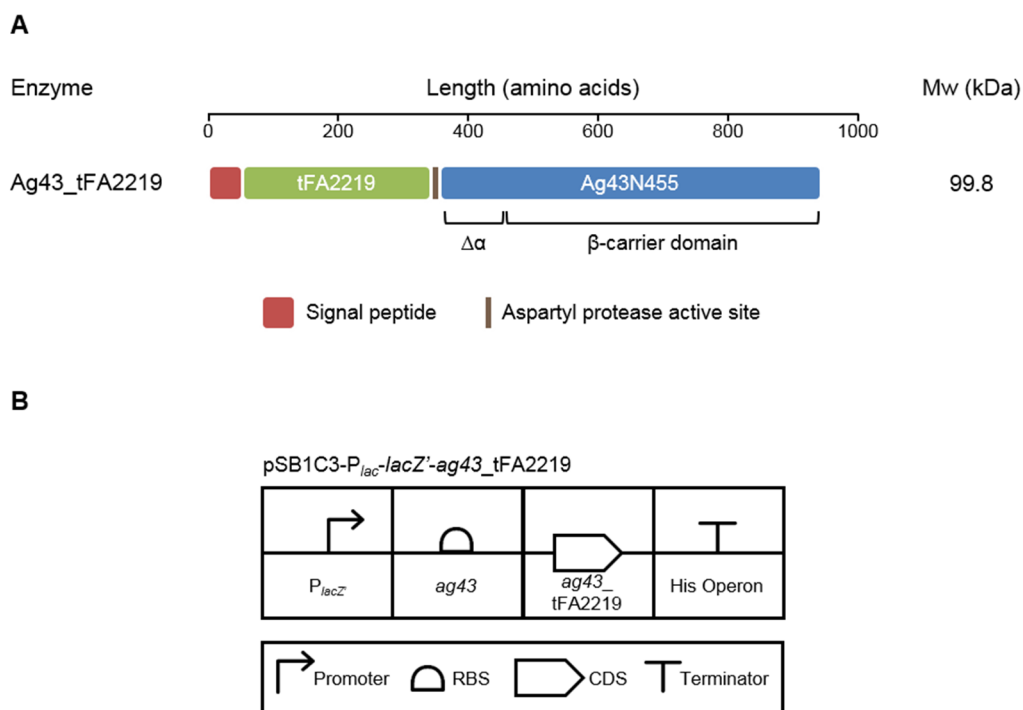 A
Enzyme Length (amino acids) Mw (kDa)
0 200 400 600 800 1000
Ag43_tFA2219 tFA2219 Ag43N455 99.8
Δα β-carrier domain
Signal peptide Aspartyl protease active site
B
pSB1C3-Plac-lacZ'-ag43_tFA2219
PlacZ' ag43 ag43_ His Operon
tFA2219
Promoter RBS CDS Terminator